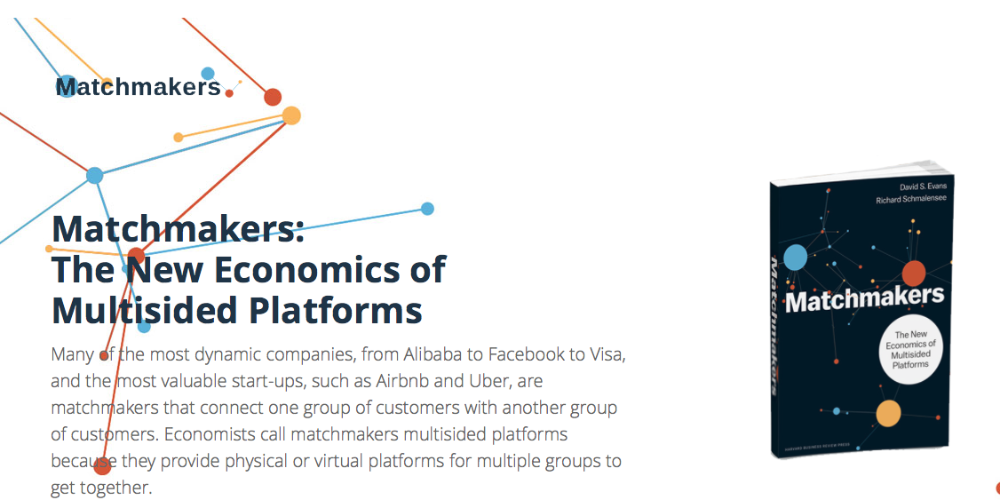 Matchmakers
Matchmakers:
The New Economics of
Multisided Platforms
Many of the most dynamic companies, from Alibaba to Facebook to Visa,
and the most valuable start-ups, such as Airbnb and Uber, are
matchmakers that connect one group of customers with another group
of customers. Economists call matchmakers multisided platforms
because they provide physical or virtual platforms for multiple groups to
get together.
David S. Evans
Richard Schmalensee
Matchmakers
Matchmakers
The New
Economics of
Multisided
Platforms
HARVARD BUSINESS REVIEW PRESS